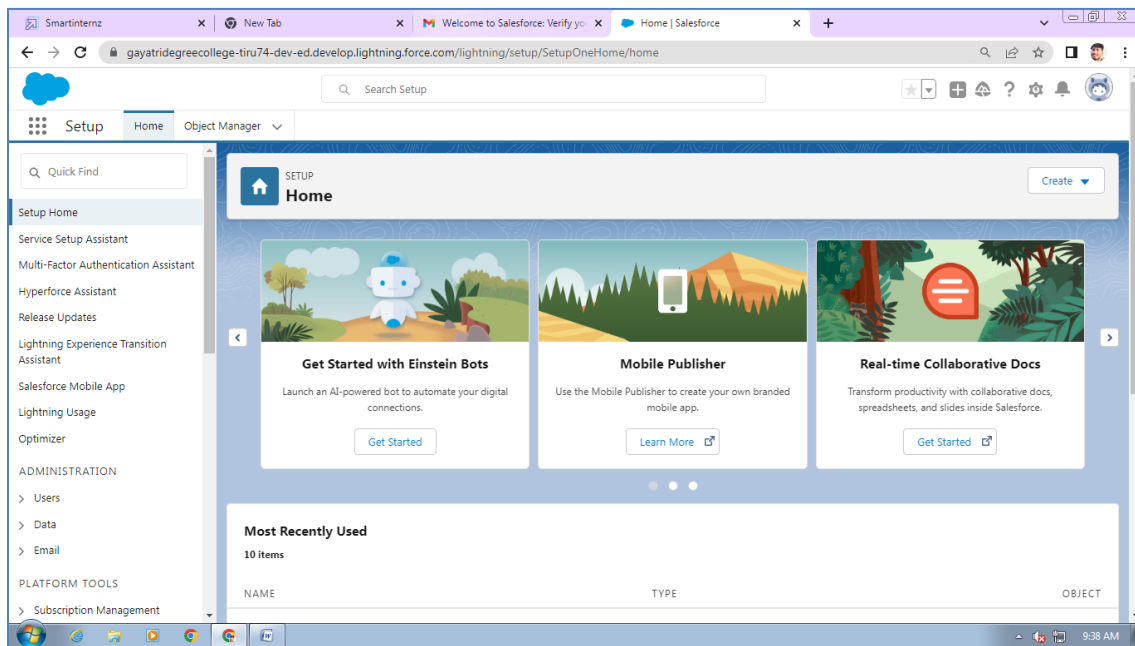 Smartinternz
New Tab
Welcome to Salesforce: Verify yo
Home | Salesforce
gayatridegreecollege-tiru74-dev-ed.develop.lightning.force.com/lightning/setup/SetupOneHome/home
Search Setup
Setup
Home
Object Manager
Quick Find
SETUP
Home
Create
Setup Home
Service Setup Assistant
Multi-Factor Authentication Assistant
Hyperforce Assistant
Release Updates
Lightning Experience Transition
Assistant
Salesforce Mobile App
Lightning Usage
Optimizer
ADMINISTRATION
Users
Data
Email
PLATFORM TOOLS
Subscription Management
Get Started with Einstein Bots
Launch an AI-powered bot to automate your digital
connections.
Get Started
Mobile Publisher
Use the Mobile Publisher to create your own branded
mobile app.
Learn More
Real-time Collaborative Docs
Transform productivity with collaborative docs,
spreadsheets, and slides inside Salesforce.
Get Started
Most Recently Used
10 items
NAME TYPE OBJECT
9:38 AM